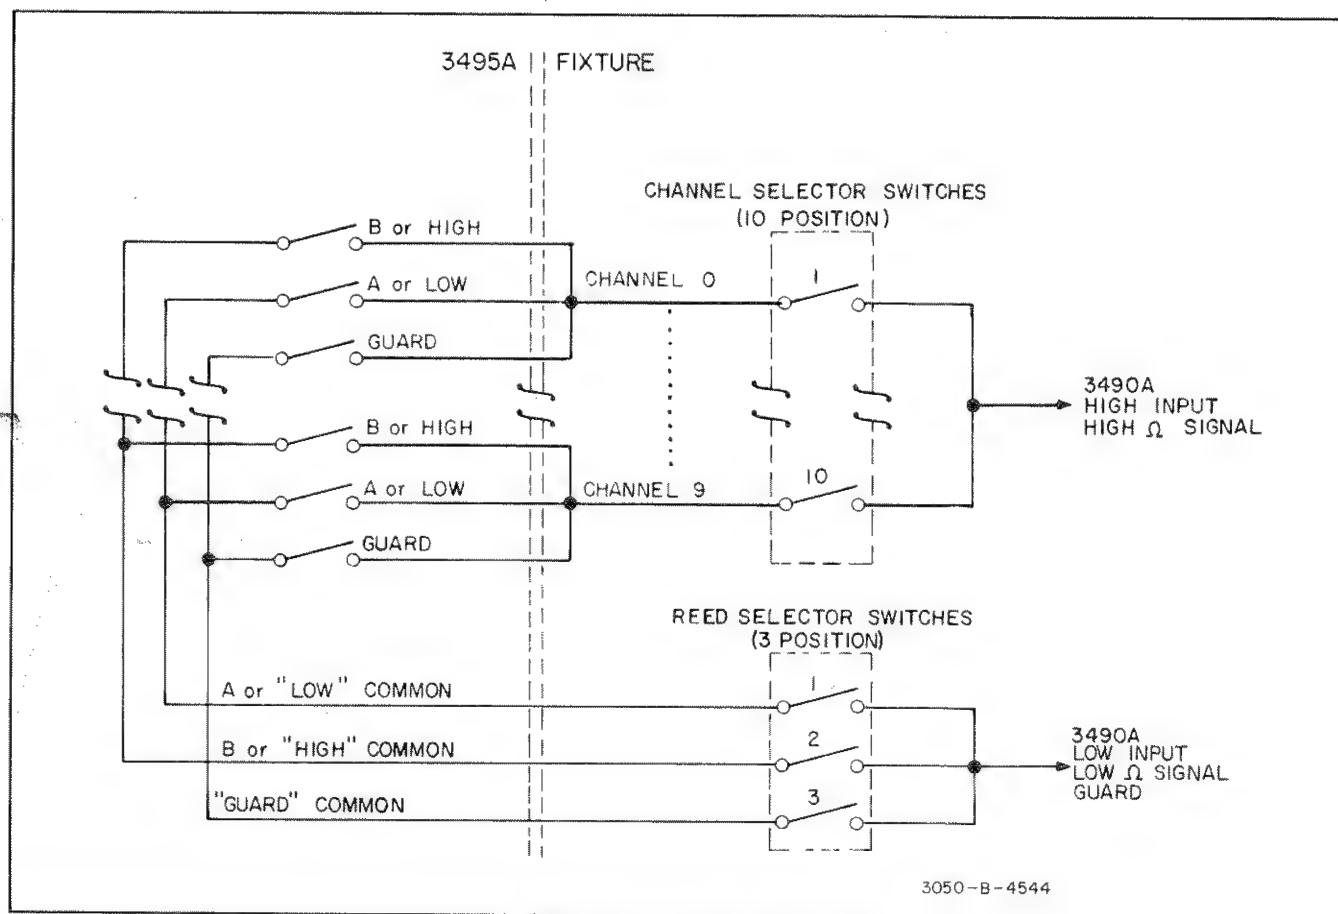 3495A FIXTURE
CHANNEL SELECTOR SWITCHES
(10 POSITION)
B or HIGH
A or LOW
GUARD
CHANNEL 0
1
3490A
HIGH INPUT
HIGH Ω SIGNAL
B or HIGH
A or LOW
GUARD
CHANNEL 9
10
REED SELECTOR SWITCHES
(3 POSITION)
A or "LOW" COMMON
1
B or "HIGH" COMMON
2
"GUARD" COMMON
3
3490A
LOW INPUT
LOW Ω SIGNAL
GUARD
3050-B-4544